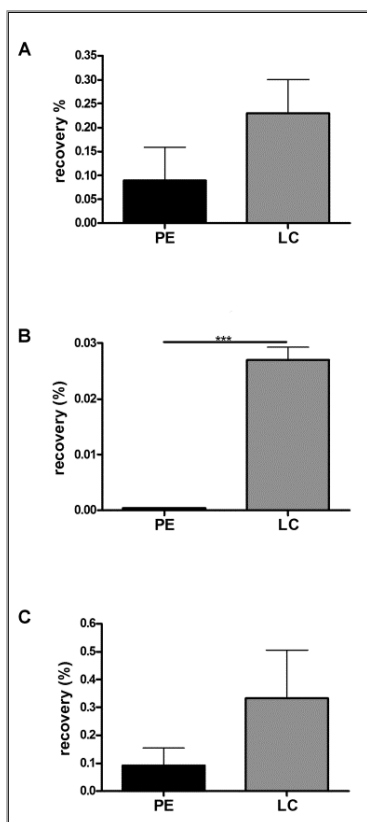 A
recovery %
0.35
0.30
0.25
0.20
0.15
0.10
0.05
0.00
PE LC
B
recovery (%)
***
0.03
0.02
0.01
0.00
PE LC
C
recovery (%)
0.6
0.5
0.4
0.3
0.2
0.1
0.0
PE LC